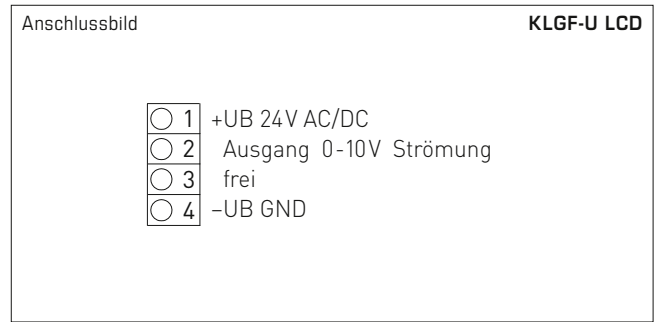 Anschlussbild KLGF-U LCD
1 +UB 24V AC/DC
2 Ausgang 0-10V Strömung
3 frei
4 –UB GND